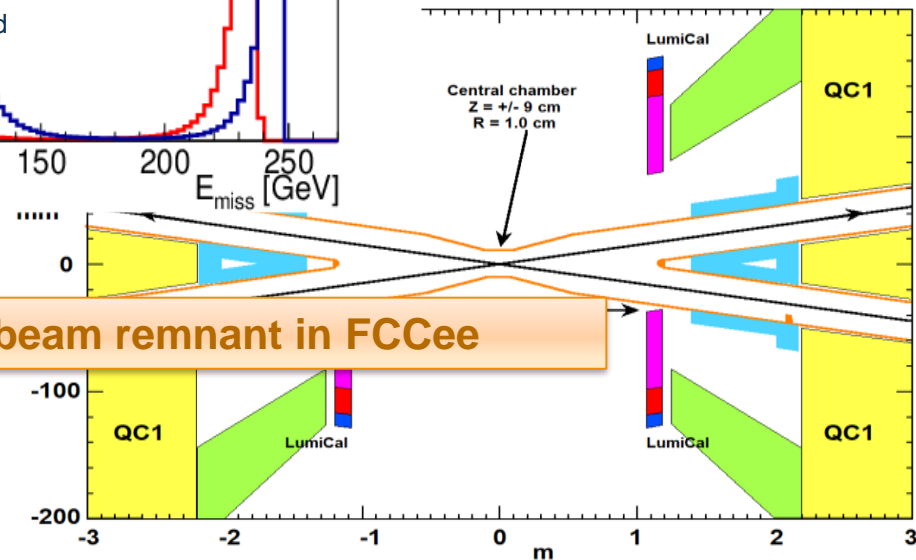 d
150
200
250
E_miss [GeV]
LumiCal
QC1
Central chamber
Z = +/- 9 cm
R = 1.0 cm
0
beam remnant in FCCee
-100
QC1
LumiCal
LumiCal
QC1
-200
-3
-2
-1
0
1
2
3
m